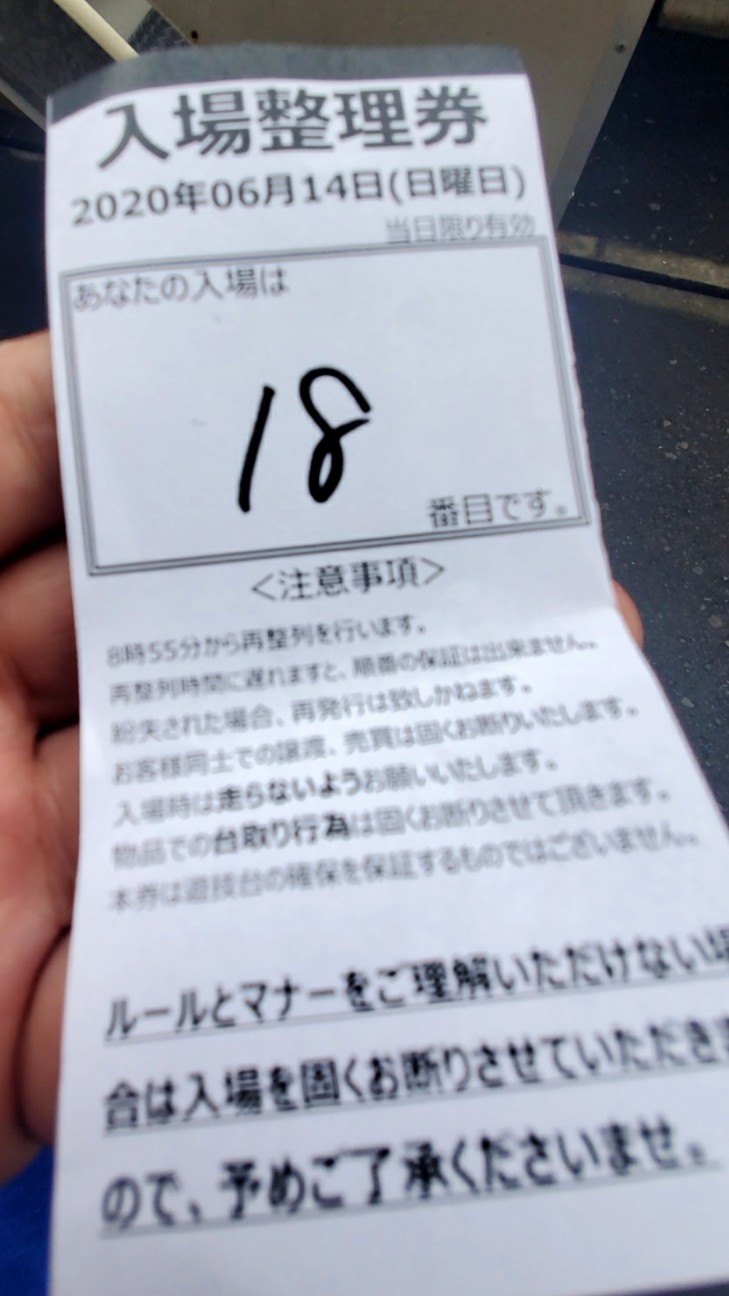 入場整理券
2020年06月14日(日曜日)
当日限り有効
あなたの入場は
18
番目です。
<注意事項>
8時55分から再整列を行います。
再整列時間に遅れますと、順番の保証は出来ません。
紛失された場合、再発行は致しかねます。
お客様同士での譲渡、売買は固くお断りいたします。
入場時は走らないようお願いいたします。
物品での台取り行為は固くお断りさせて頂きます。
本券は遊技台の確保を保証するものではございません。
ルールとマナーをご理解いただけない場
合は入場を固くお断りさせていただきま
ので、予めご了承くださいませ。